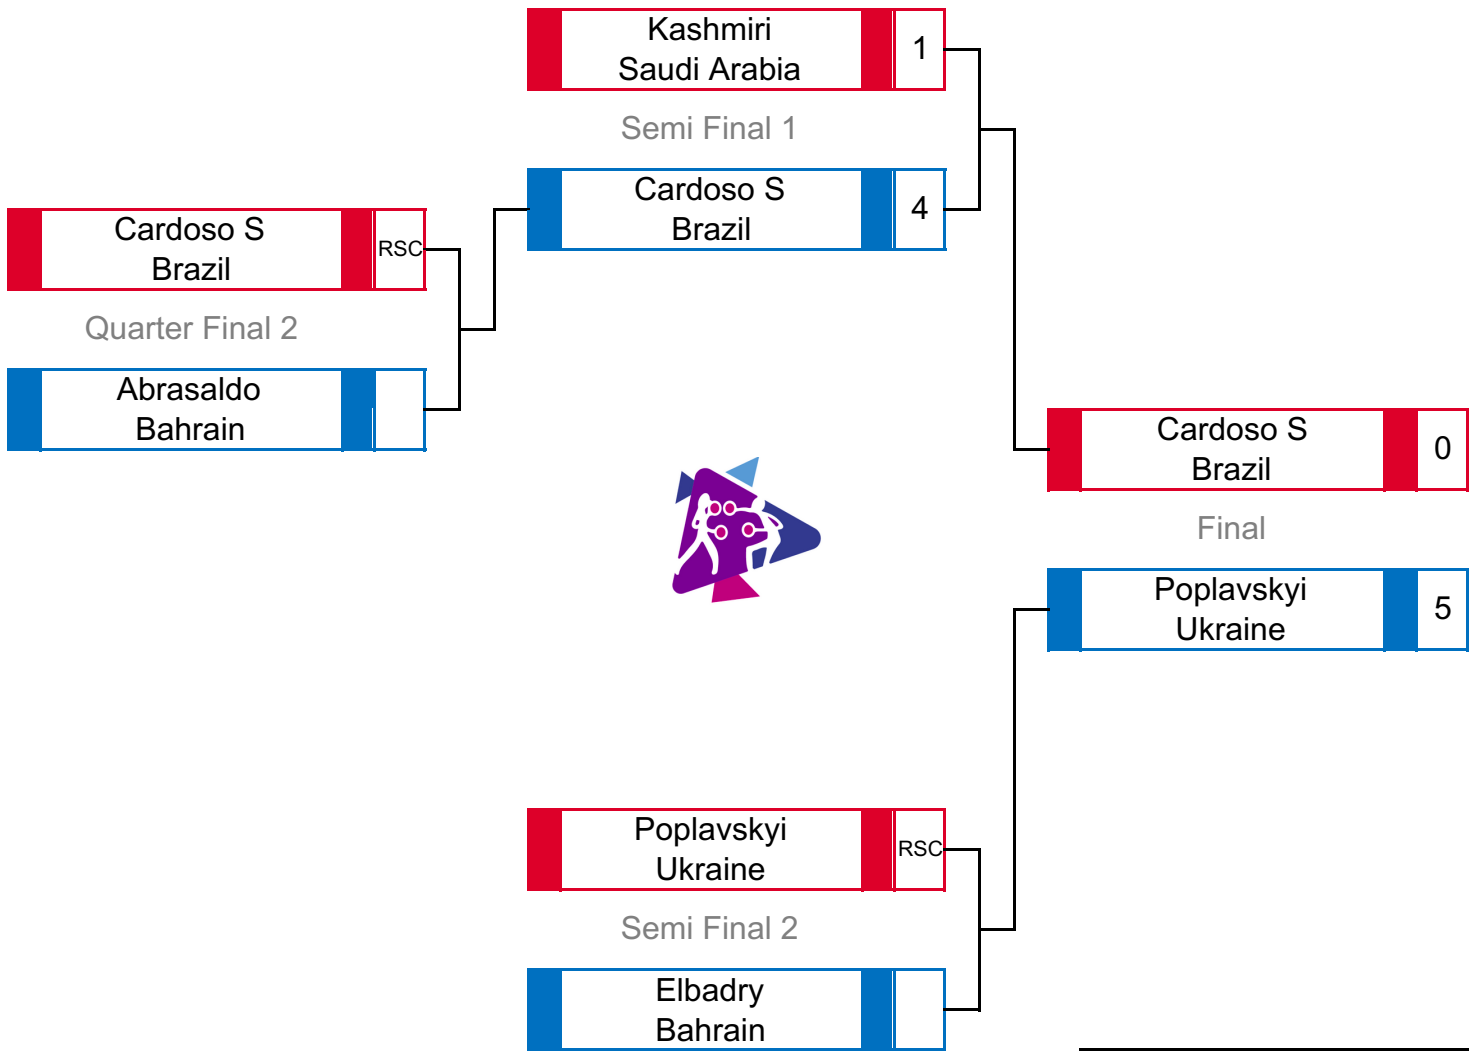 Kashmiri
Saudi Arabia
1
Semi Final 1
Cardoso S
Brazil
4
Cardoso S
Brazil
RSC
Quarter Final 2
Abrasaldo
Bahrain
Cardoso S
Brazil
0
Final
Poplavskyi
Ukraine
5
Poplavskyi
Ukraine
RSC
Semi Final 2
Elbadry
Bahrain